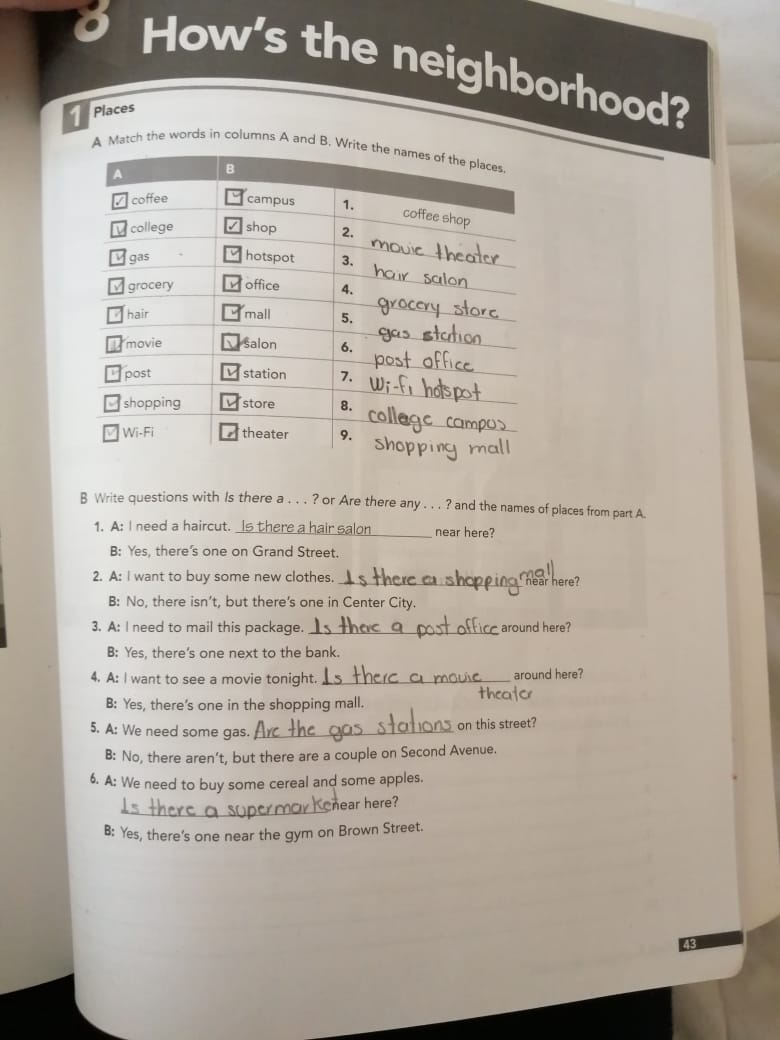 8 How's the neighborhood?
1 Places
A Match the words in columns A and B. Write the names of the places.
A B
coffee campus 1. coffee shop
college shop 2. movie theater
gas hotspot 3. hair salon
grocery office 4. grocery store
hair mall 5. gas station
movie salon 6. post office
post station 7. Wi-fi hotspot
shopping store 8. college campus
Wi-Fi theater 9. shopping mall
B Write questions with Is there a . . . ? or Are there any . . . ? and the names of places from part A.
1. A: I need a haircut. Is there a hair salon near here?
B: Yes, there's one on Grand Street.
2. A: I want to buy some new clothes. Is there a shopping mall near here?
B: No, there isn't, but there's one in Center City.
3. A: I need to mail this package. Is there a post office around here?
B: Yes, there's one next to the bank.
4. A: I want to see a movie tonight. Is there a movie around here?
theater
B: Yes, there's one in the shopping mall.
5. A: We need some gas. Are the gas stations on this street?
B: No, there aren't, but there are a couple on Second Avenue.
6. A: We need to buy some cereal and some apples.
Is there a supermarket near here?
B: Yes, there's one near the gym on Brown Street.
43